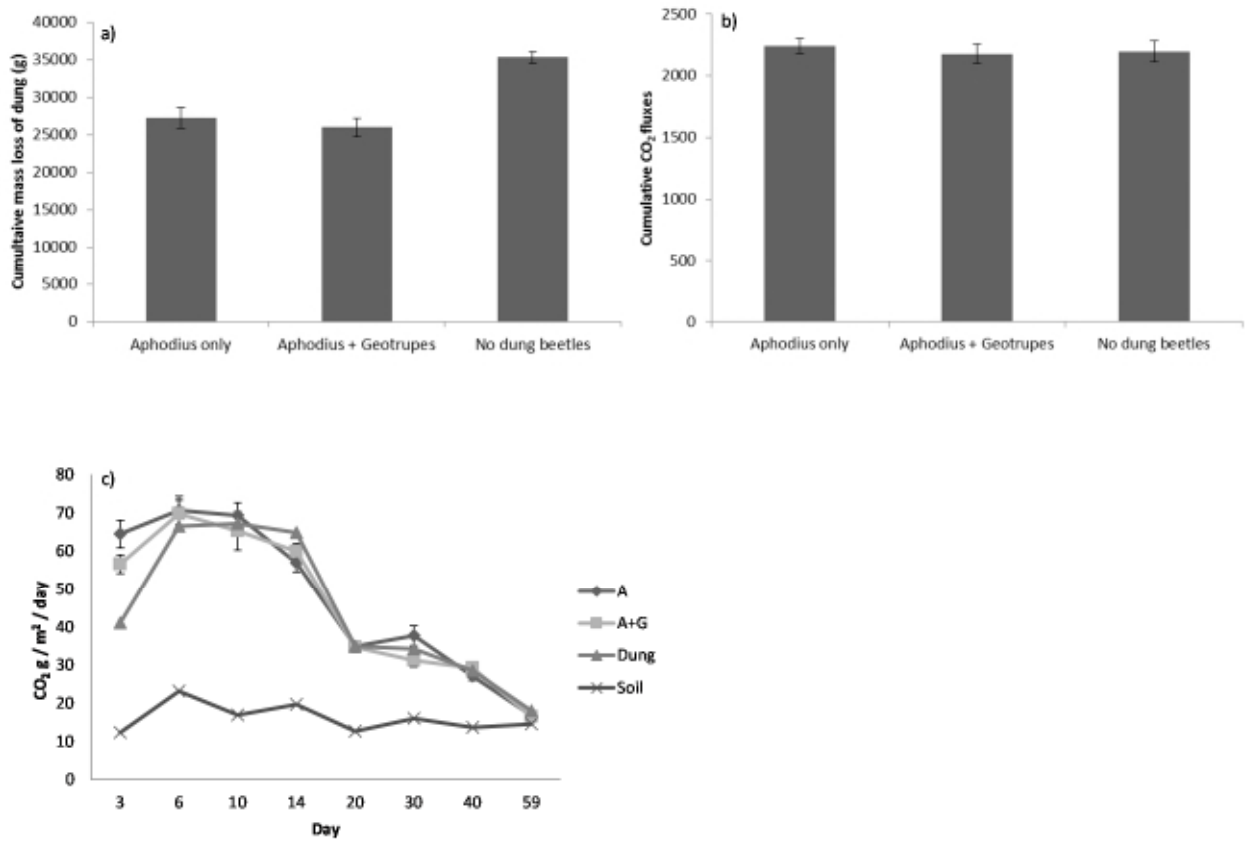 a)
Cumultaive mass loss of dung (g)
40000
35000
30000
25000
20000
15000
10000
5000
0
Aphodius only
Aphodius + Geotrupes
No dung beetles
b)
Cumulative CO₂ fluxes
2500
2000
1500
1000
500
0
Aphodius only
Aphodius + Geotrupes
No dung beetles
c)
CO₂ g / m² / day
80
70
60
50
40
30
20
10
0
3 6 10 14 20 30 40 59
Day
A
A+G
Dung
Soil